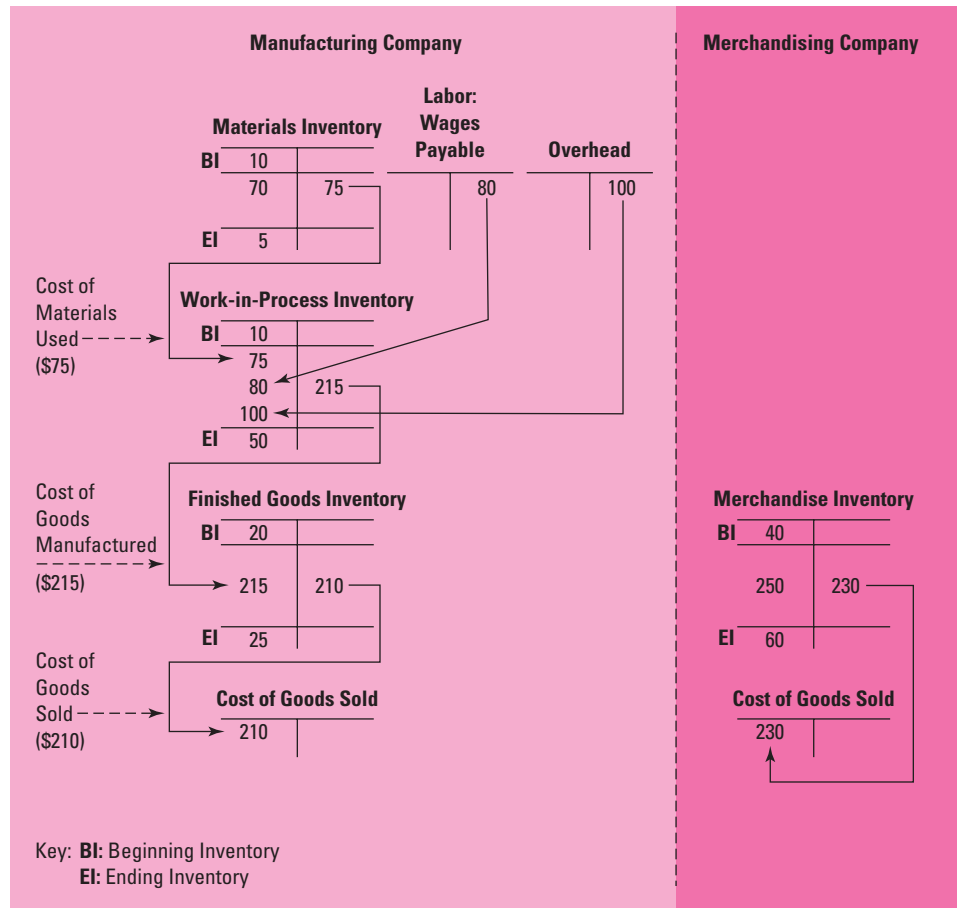 Manufacturing Company
Merchandising Company
Labor:
Wages
Payable
Materials Inventory
Overhead
BI 10
70 75
80
100
EI 5
Cost of
Materials
Used
($75)
Work-in-Process Inventory
BI 10
75
80 215
100
EI 50
Cost of
Goods
Manufactured
($215)
Finished Goods Inventory
BI 20
215 210
EI 25
Merchandise Inventory
BI 40
250 230
EI 60
Cost of
Goods
Sold
($210)
Cost of Goods Sold
210
Cost of Goods Sold
230
Key: BI: Beginning Inventory
EI: Ending Inventory